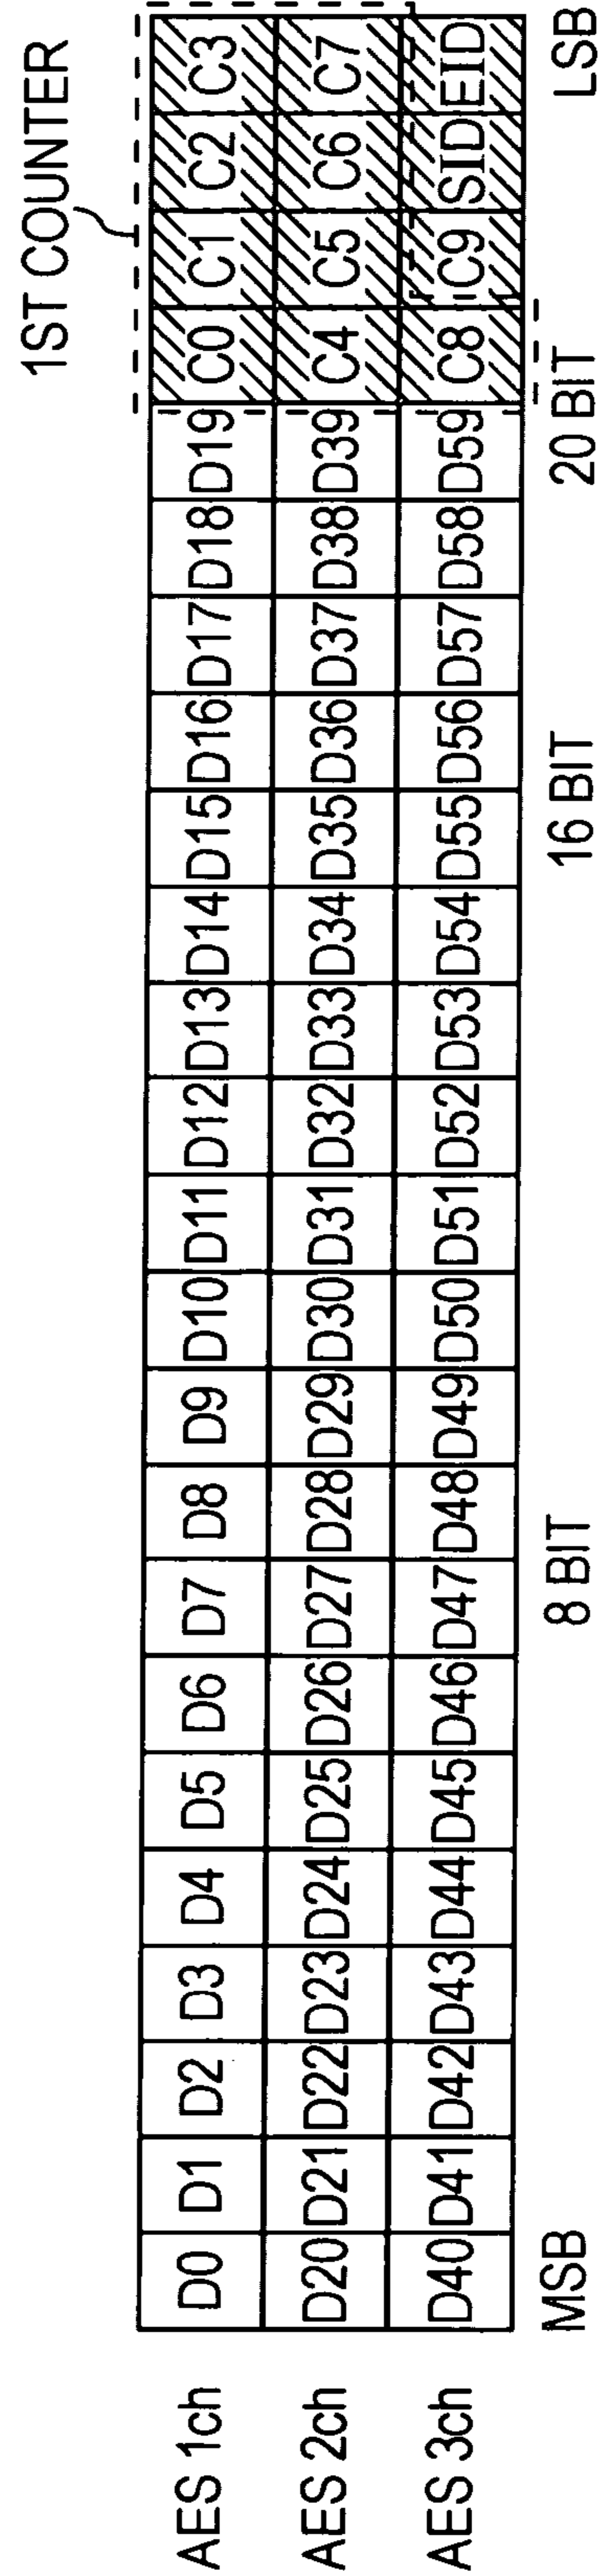 1ST COUNTER
AES 1ch D0 D1 D2 D3 D4 D5 D6 D7 D8 D9 D10 D11 D12 D13 D14 D15 D16 D17 D18 D19 C0 C1 C2 C3
AES 2ch D20 D21 D22 D23 D24 D25 D26 D27 D28 D29 D30 D31 D32 D33 D34 D35 D36 D37 D38 D39 C4 C5 C6 C7
AES 3ch D40 D41 D42 D43 D44 D45 D46 D47 D48 D49 D50 D51 D52 D53 D54 D55 D56 D57 D58 D59 C8 C9 SID EID
MSB 8 BIT 16 BIT 20 BIT LSB